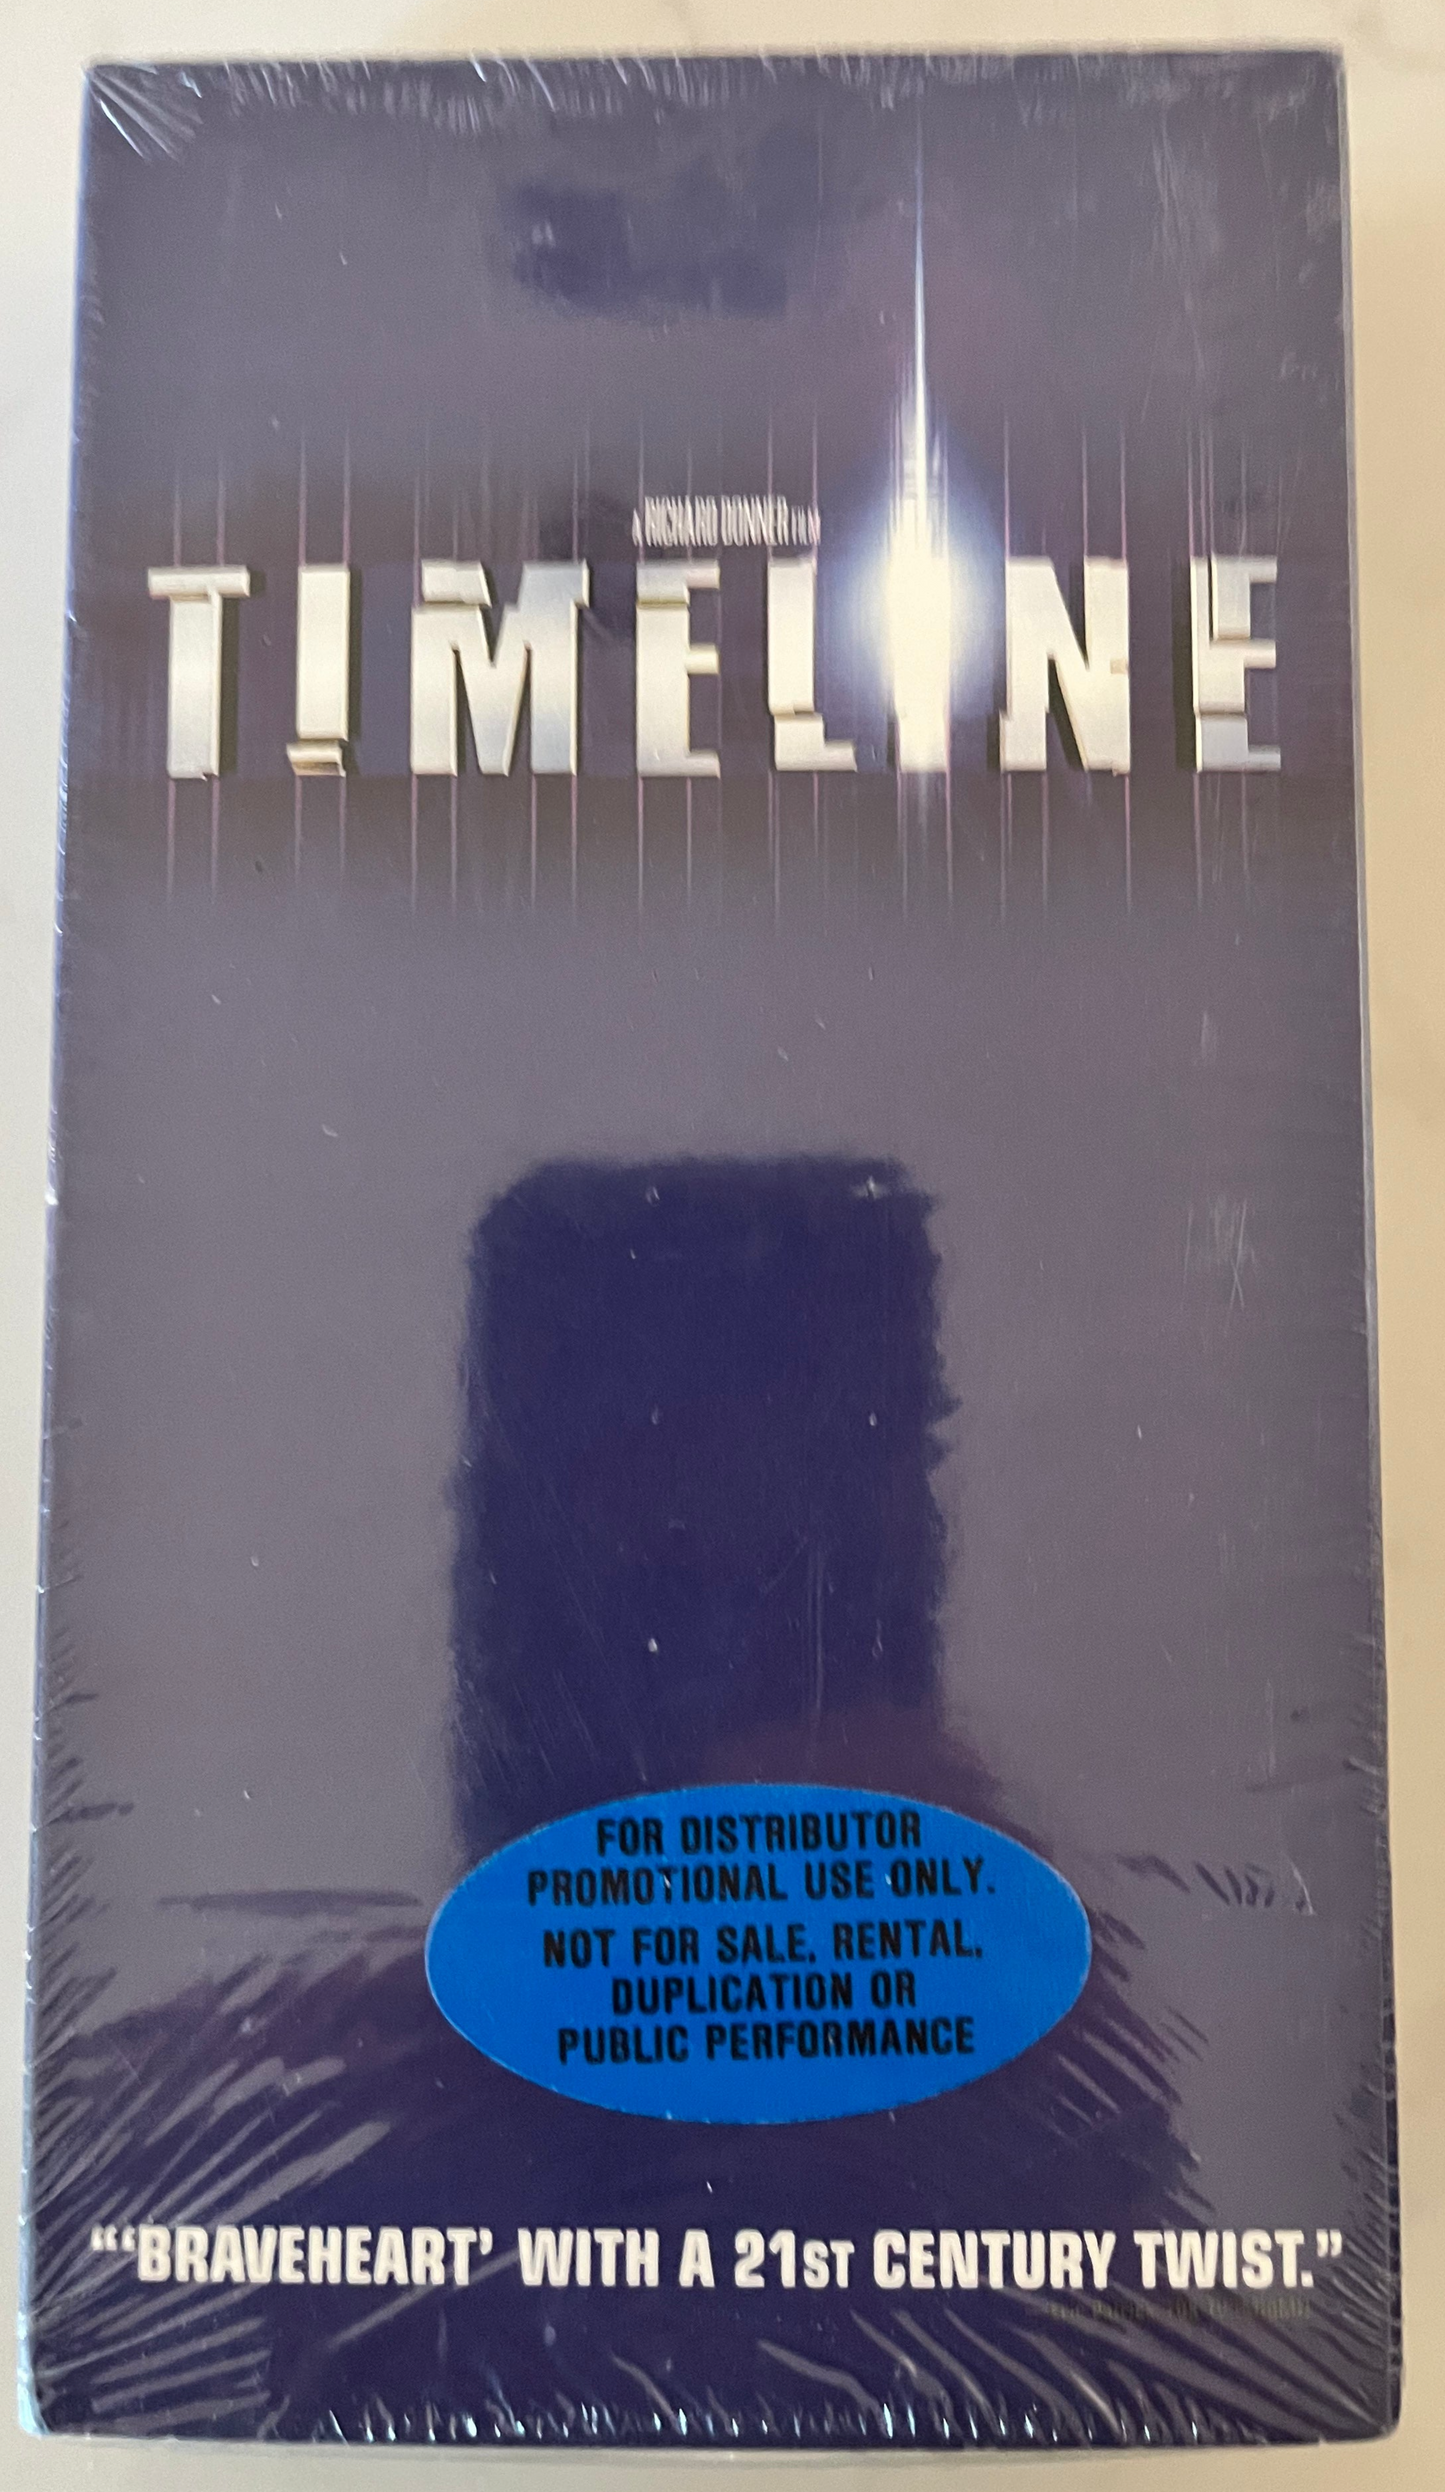 A RICHARD DONNER FILM
TIMELINE
FOR DISTRIBUTOR
PROMOTIONAL USE ONLY.
NOT FOR SALE, RENTAL,
DUPLICATION OR
PUBLIC PERFORMANCE
“‘BRAVEHEART’ WITH A 21ST CENTURY TWIST.”